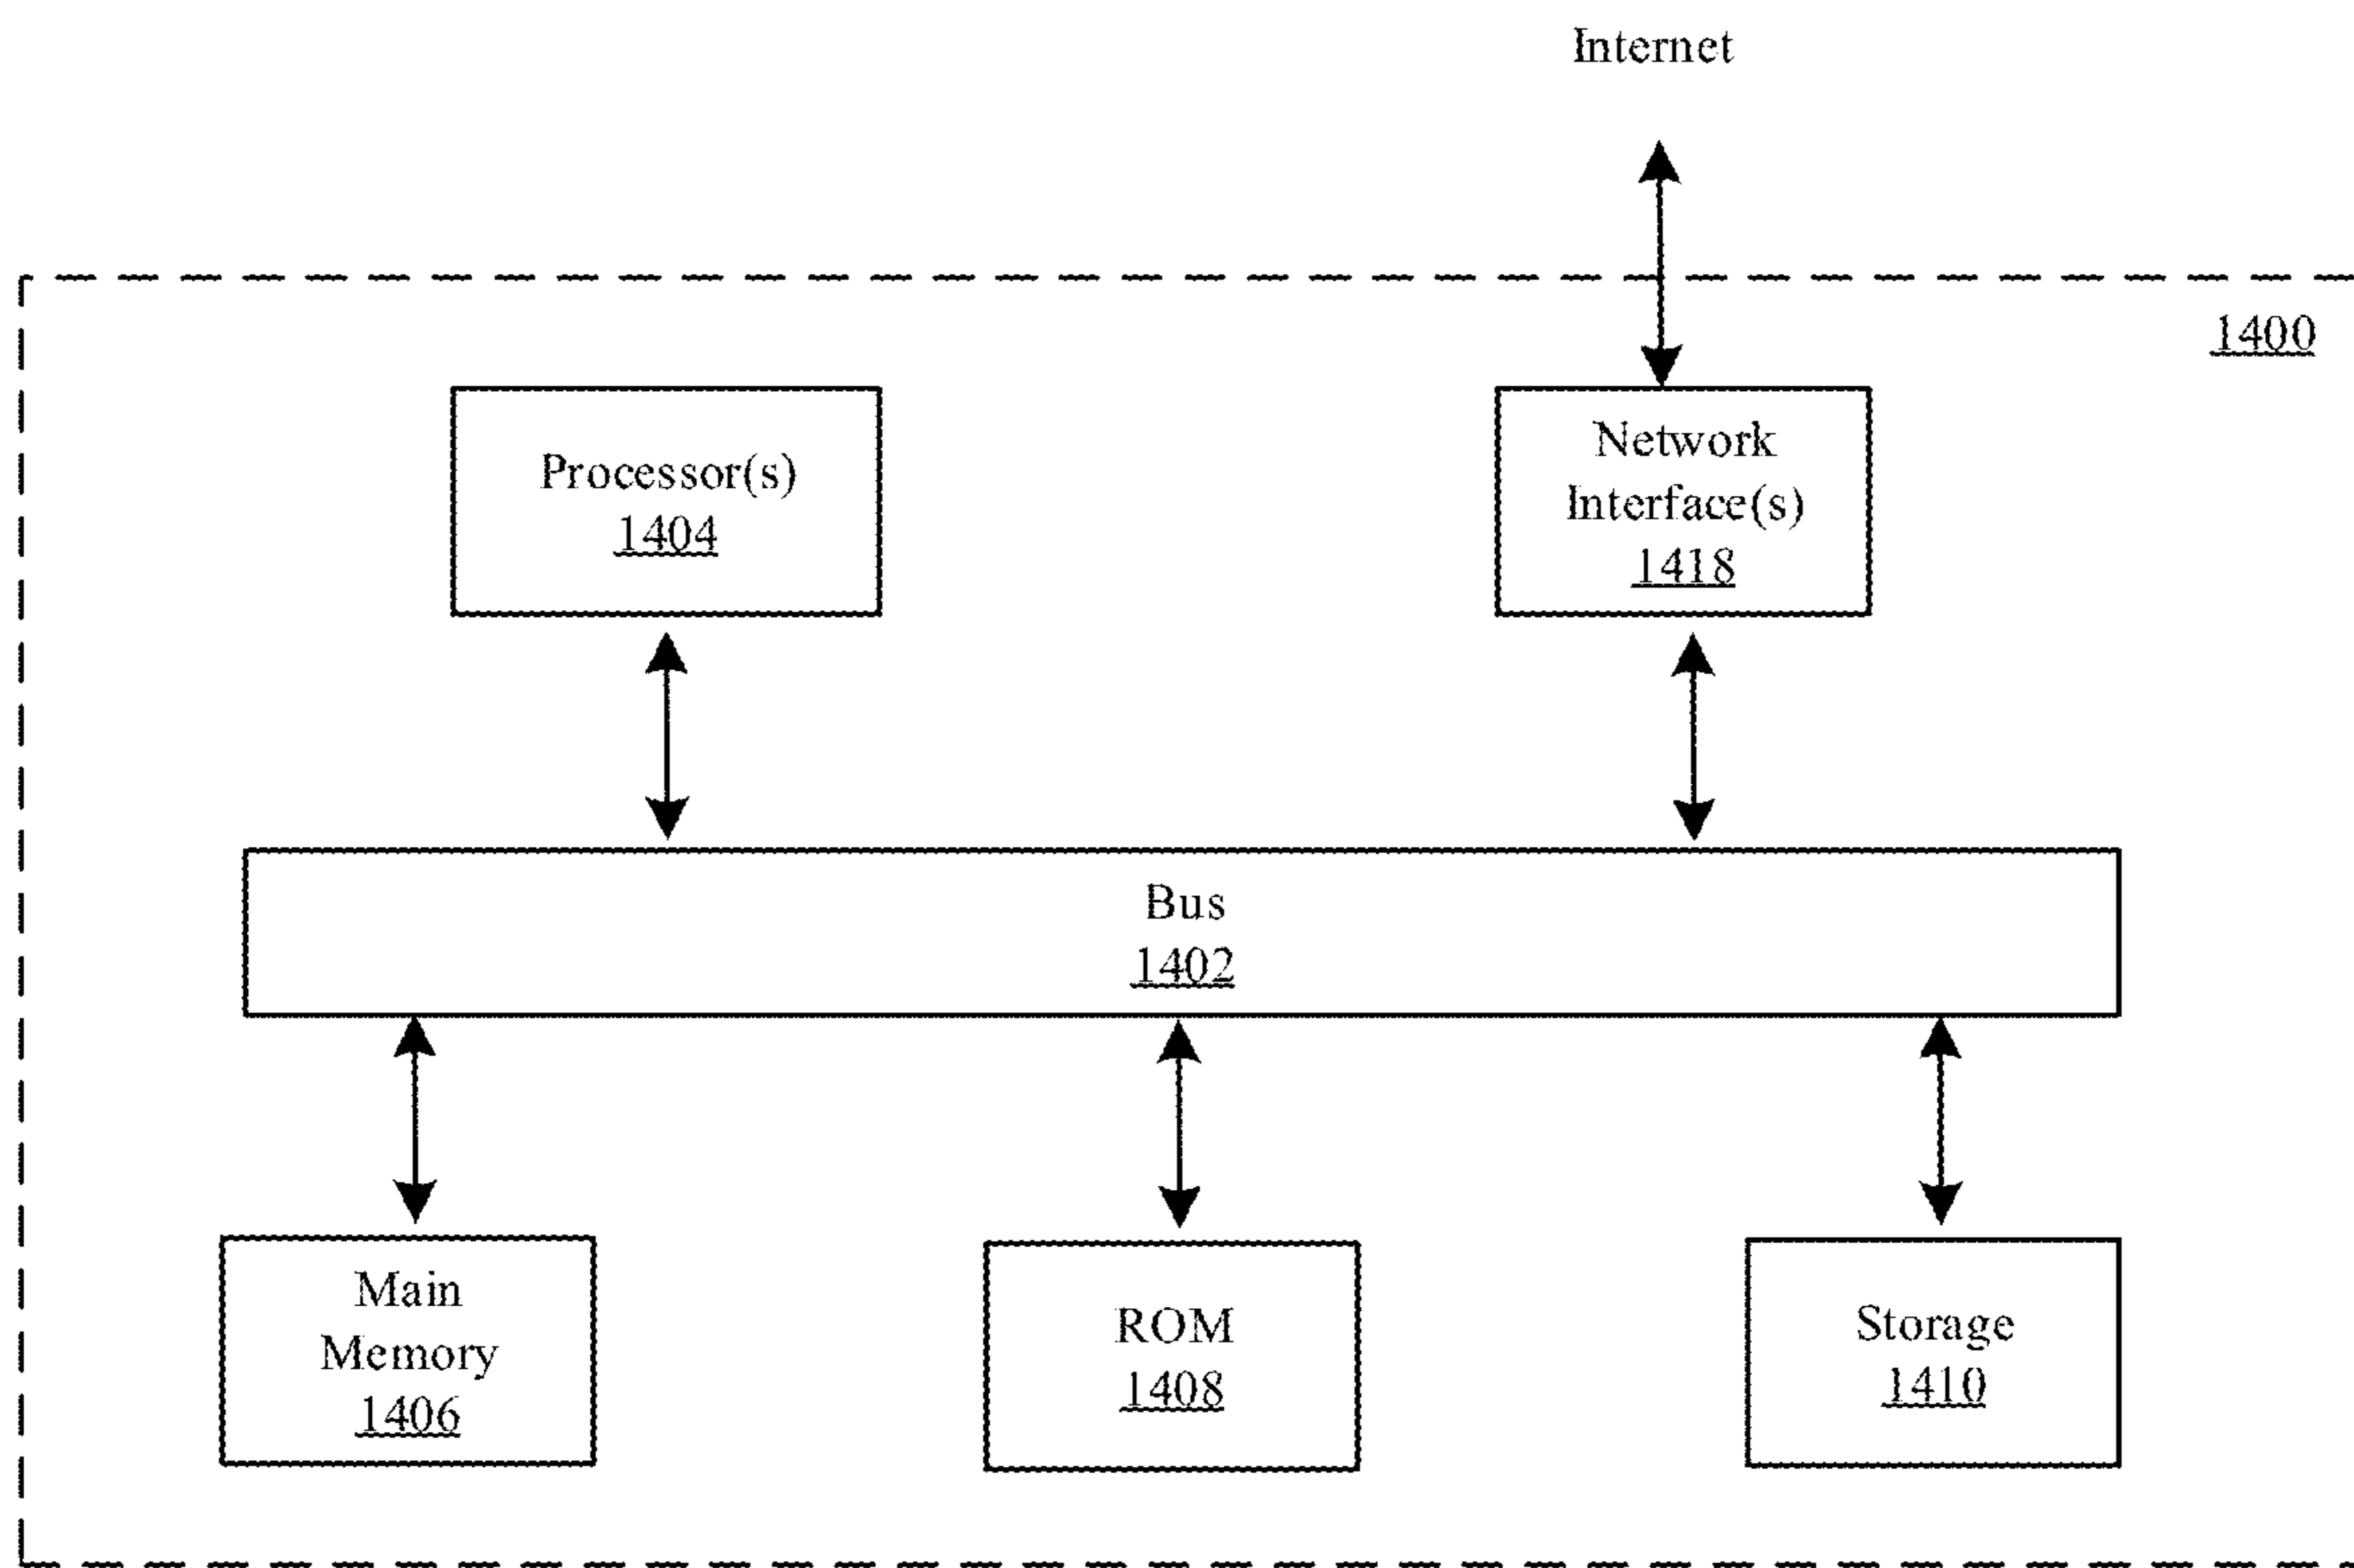 Internet
1400
Processor(s)
1404
Network
Interface(s)
1418
Bus
1402
Main
Memory
1406
ROM
1408
Storage
1410